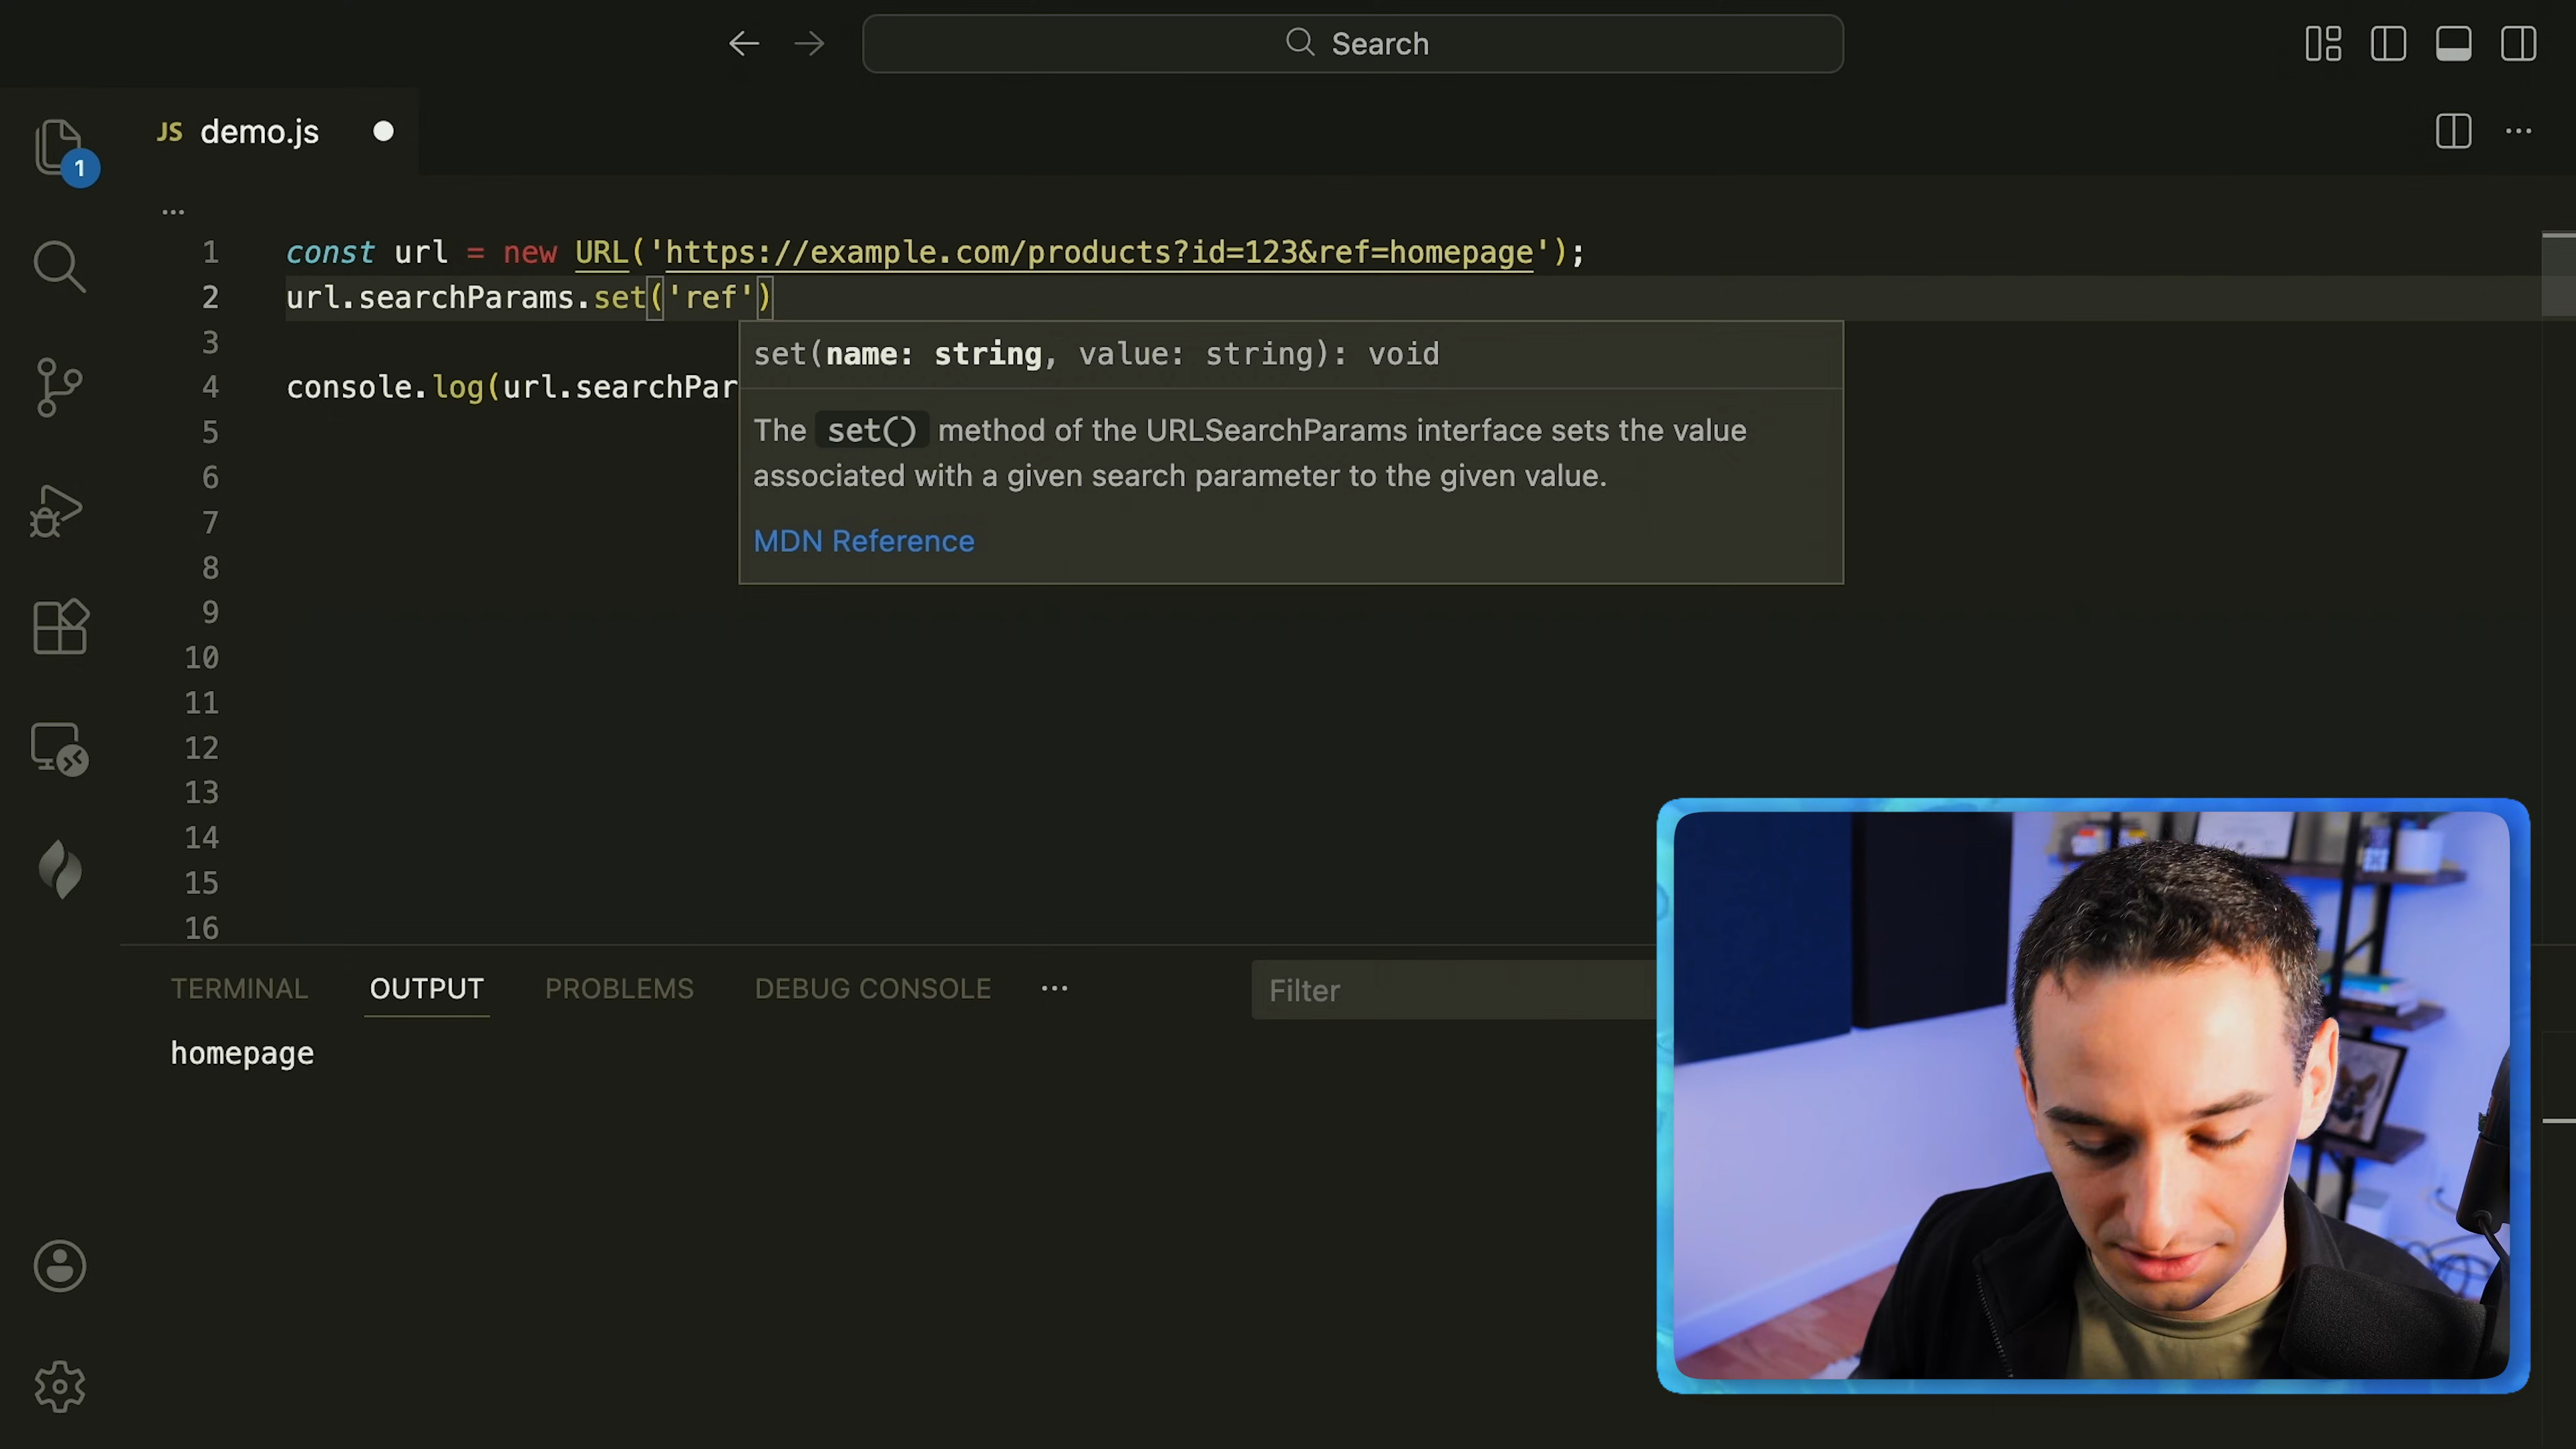 Search
1
JS demo.js
...
1 const url = new URL('https://example.com/products?id=123&ref=homepage');
2 url.searchParams.set('ref')
3
4 console.log(url.searchPar
5
6
7
8
9
10
11
12
13
14
15
16
set(name: string, value: string): void
The set() method of the URLSearchParams interface sets the value
associated with a given search parameter to the given value.
MDN Reference
TERMINAL OUTPUT PROBLEMS DEBUG CONSOLE ... Filter
homepage